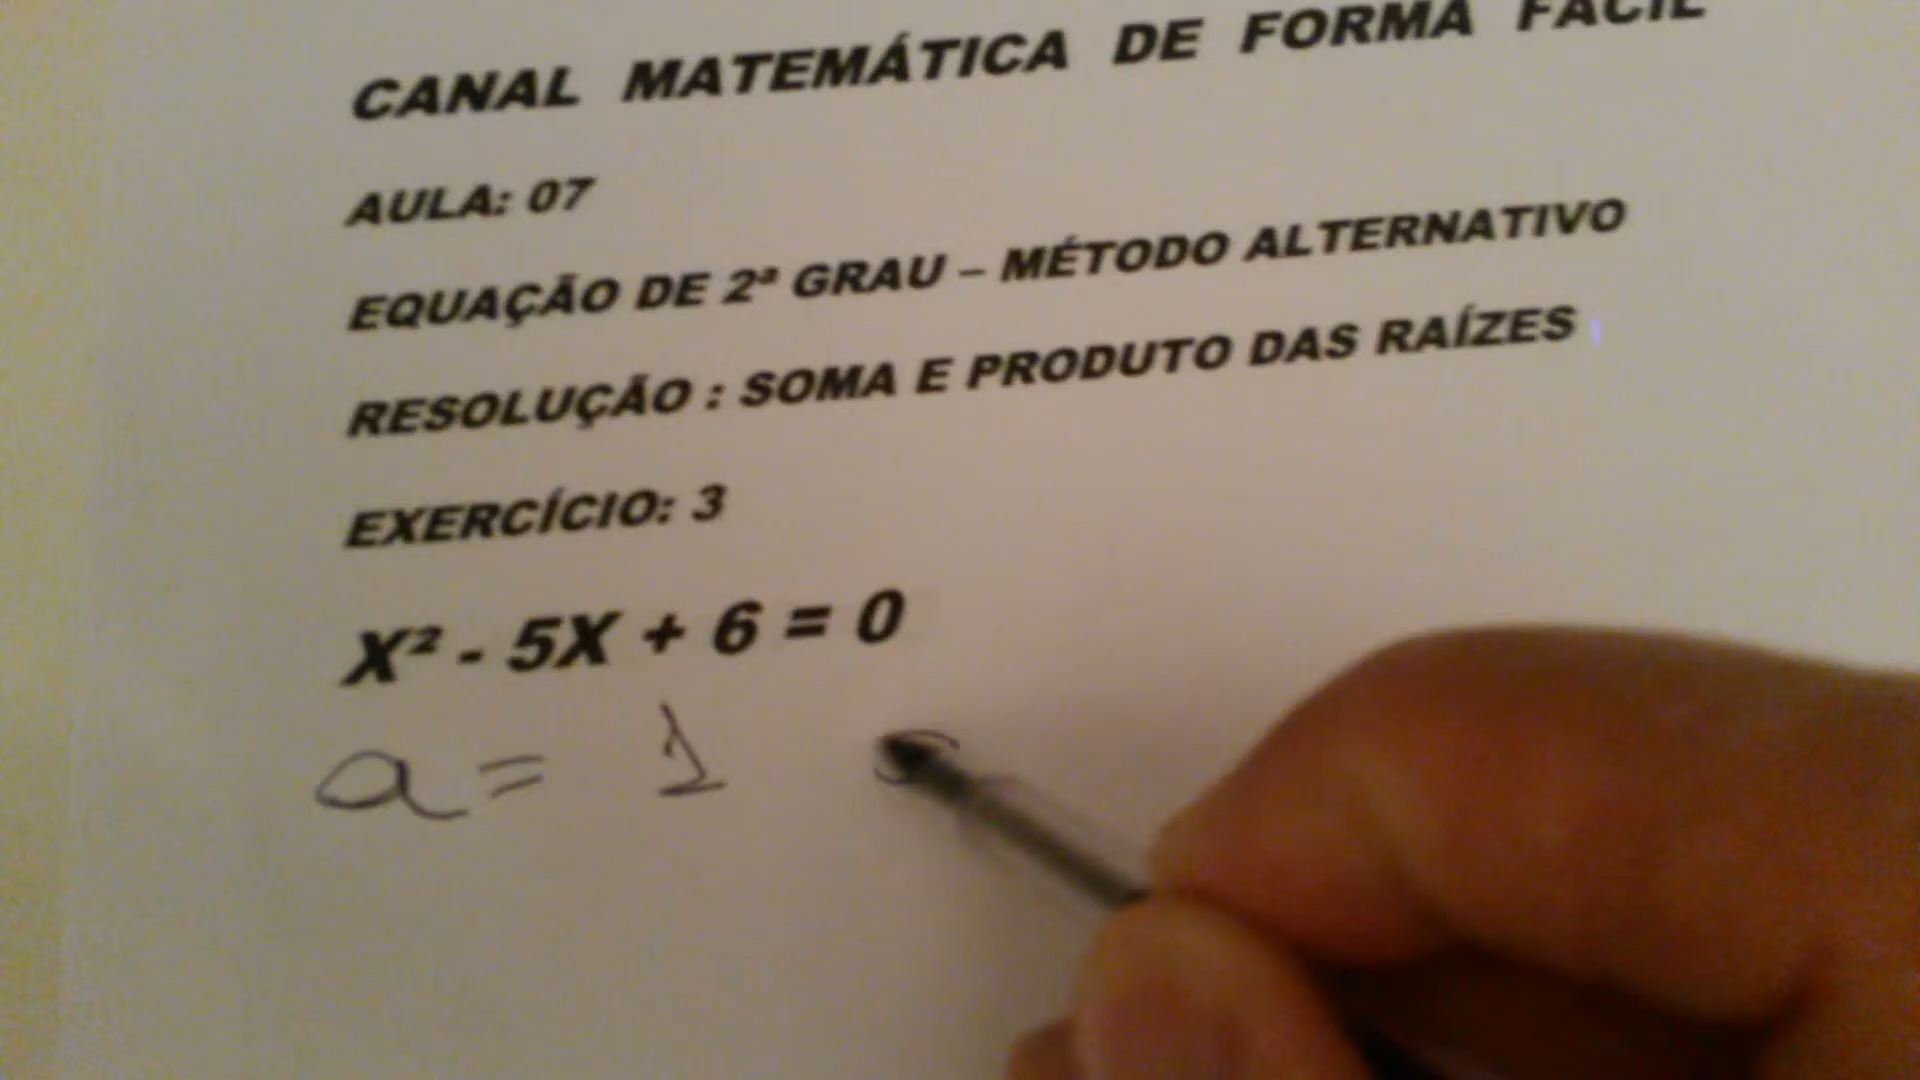 CANAL MATEMÁTICA DE FORMA FÁCIL
AULA: 07
EQUAÇÃO DE 2ª GRAU – MÉTODO ALTERNATIVO
RESOLUÇÃO : SOMA E PRODUTO DAS RAÍZES
EXERCÍCIO: 3
X² - 5X + 6 = 0
a = 1